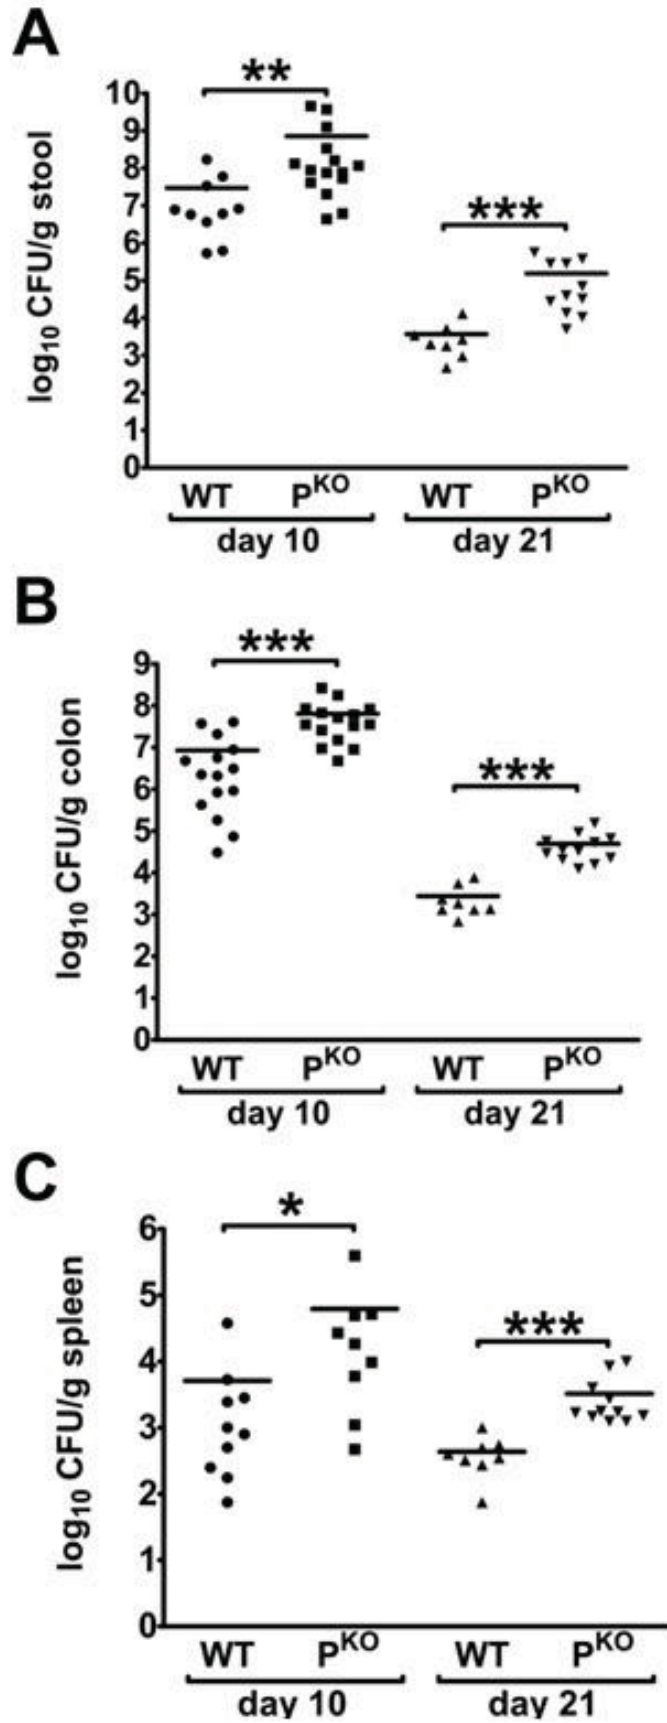 A
**
10
9
8
7
6
5
4
3
2
1
0
log10 CFU/g stool
***
WT PKO WT PKO
day 10 day 21
B
***
9
8
7
6
5
4
3
2
1
0
log10 CFU/g colon
***
WT PKO WT PKO
day 10 day 21
C
*
6
5
4
3
2
1
0
log10 CFU/g spleen
***
WT PKO WT PKO
day 10 day 21